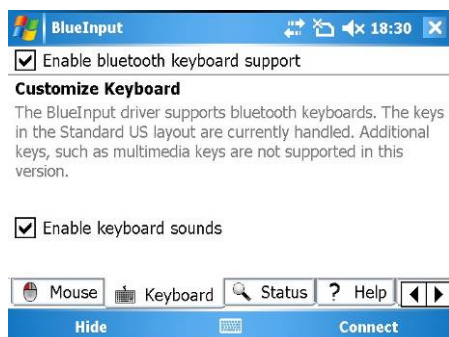 BlueInput 18:30
Enable bluetooth keyboard support
Customize Keyboard
The BlueInput driver supports bluetooth keyboards. The keys
in the Standard US layout are currently handled. Additional
keys, such as multimedia keys are not supported in this
version.
Enable keyboard sounds
Mouse Keyboard Status ? Help
Hide Connect